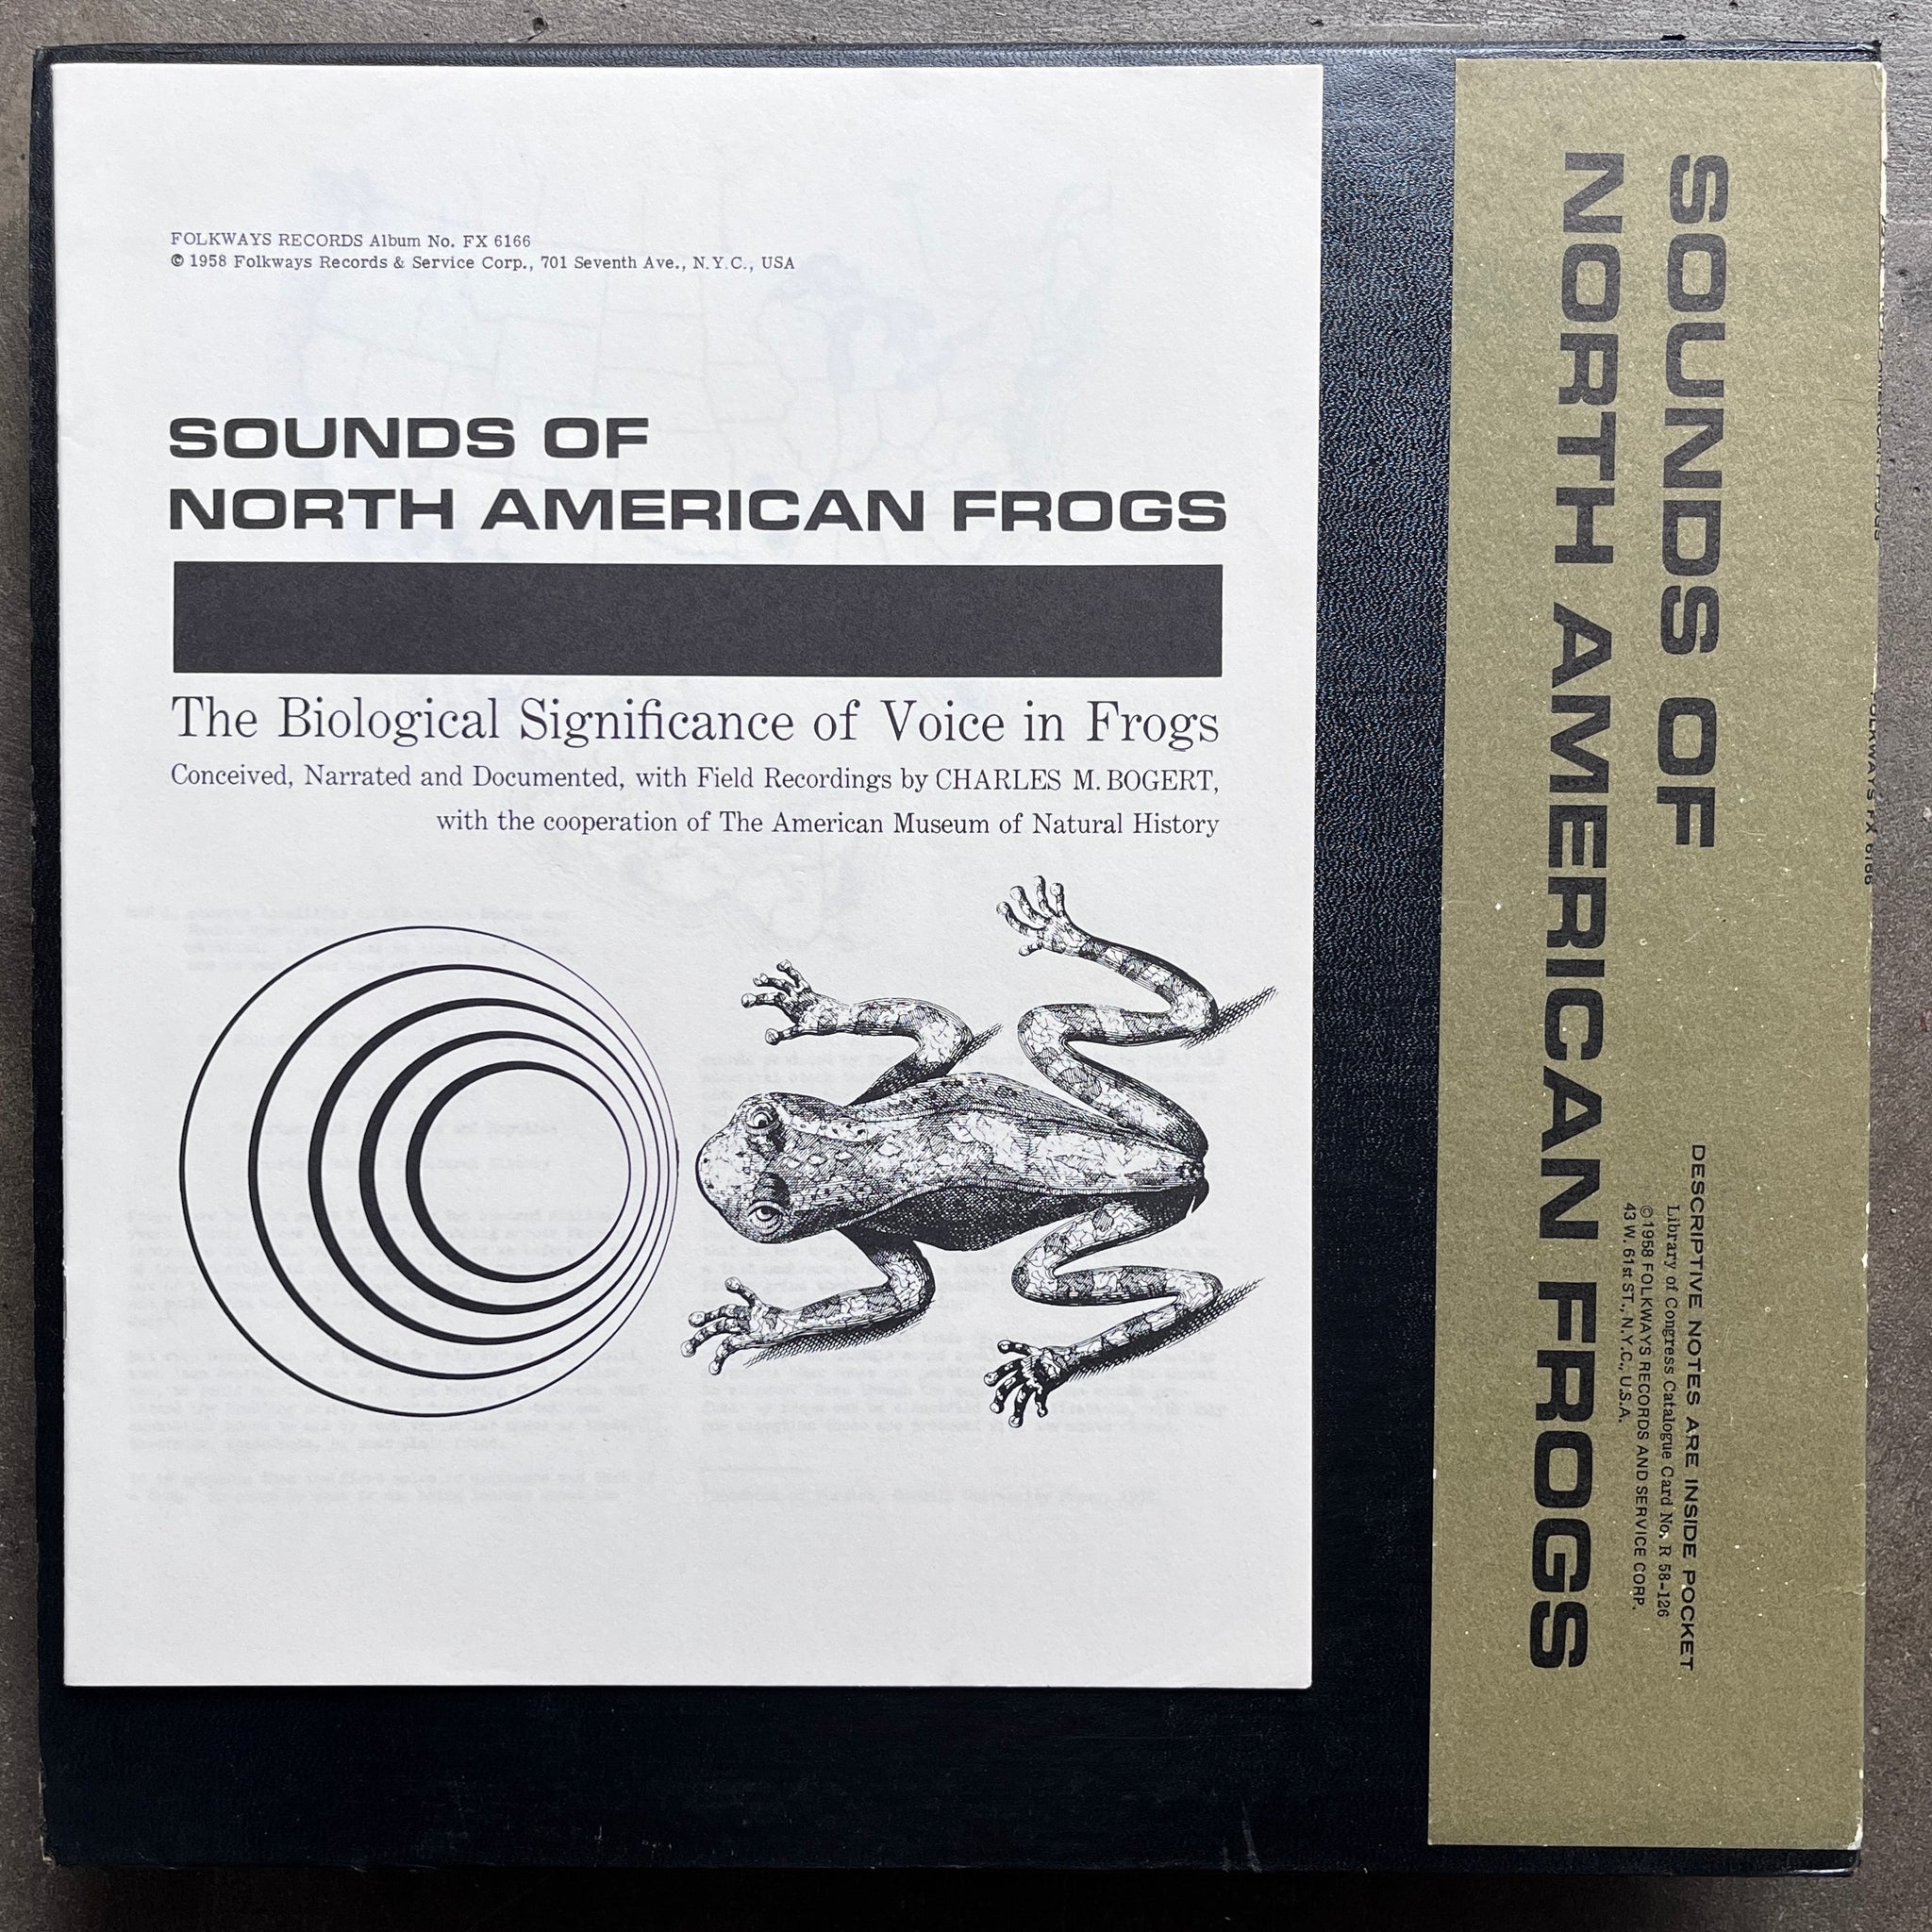 FOLKWAYS RECORDS Album No. FX 6166
© 1958 Folkways Records & Service Corp., 701 Seventh Ave., N.Y.C., USA
SOUNDS OF
NORTH AMERICAN FROGS
The Biological Significance of Voice in Frogs
Conceived, Narrated and Documented, with Field Recordings by CHARLES M. BOGERT,
with the cooperation of The American Museum of Natural History
SOUNDS OF
NORTH AMERICAN FROGS
DESCRIPTIVE NOTES ARE INSIDE POCKET
Library of Congress Catalogue Card No. R 58-126
©1958 FOLKWAYS RECORDS AND SERVICE CORP.
43 W. 61st ST., N.Y.C., U.S.A.
FOLKWAYS FX 6166